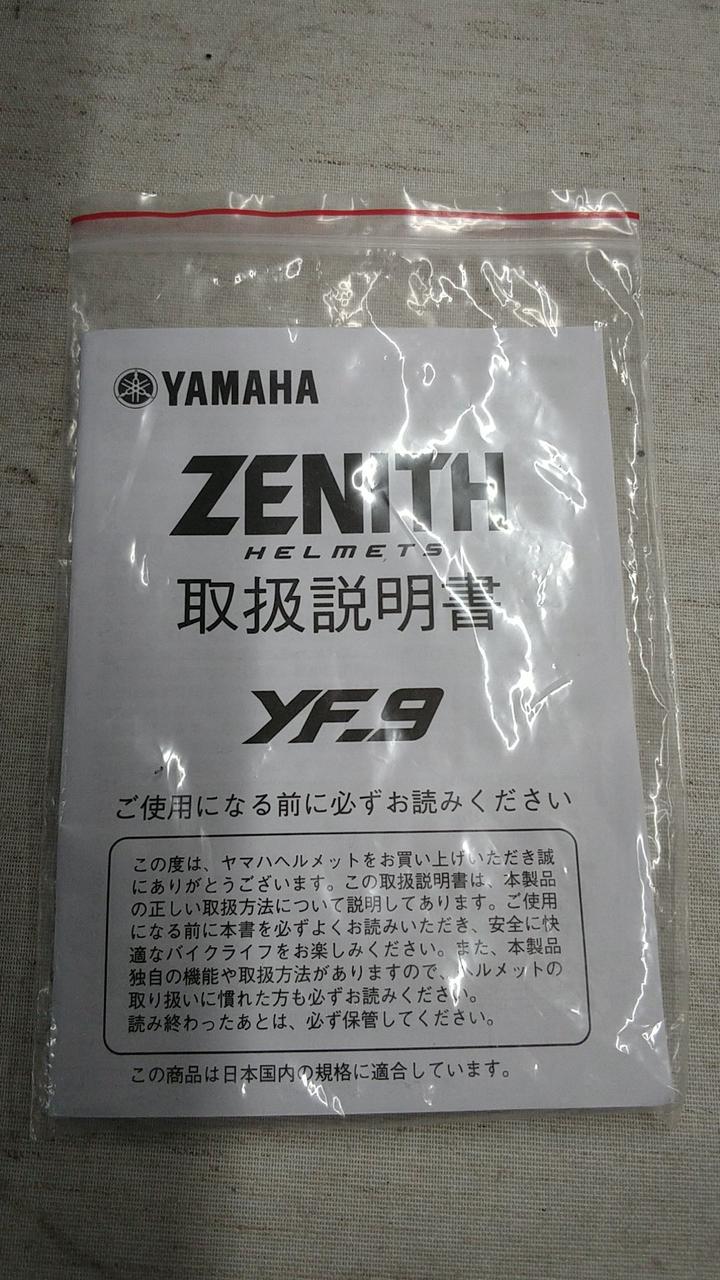 YAMAHA
ZENITH
HELMETS
取扱説明書
YF-9
ご使用になる前に必ずお読みください
この度は、ヤマハヘルメットをお買い上げいただき誠
にありがとうございます。この取扱説明書は、本製品
の正しい取扱方法について説明してあります。ご使用
になる前に本書を必ずよくお読みいただき、安全に快
適なバイクライフをお楽しみください。また、本製品
独自の機能や取扱方法がありますので、ヘルメットの
取り扱いに慣れた方も必ずお読みください。
読み終わったあとは、必ず保管してください。
この商品は日本国内の規格に適合しています。